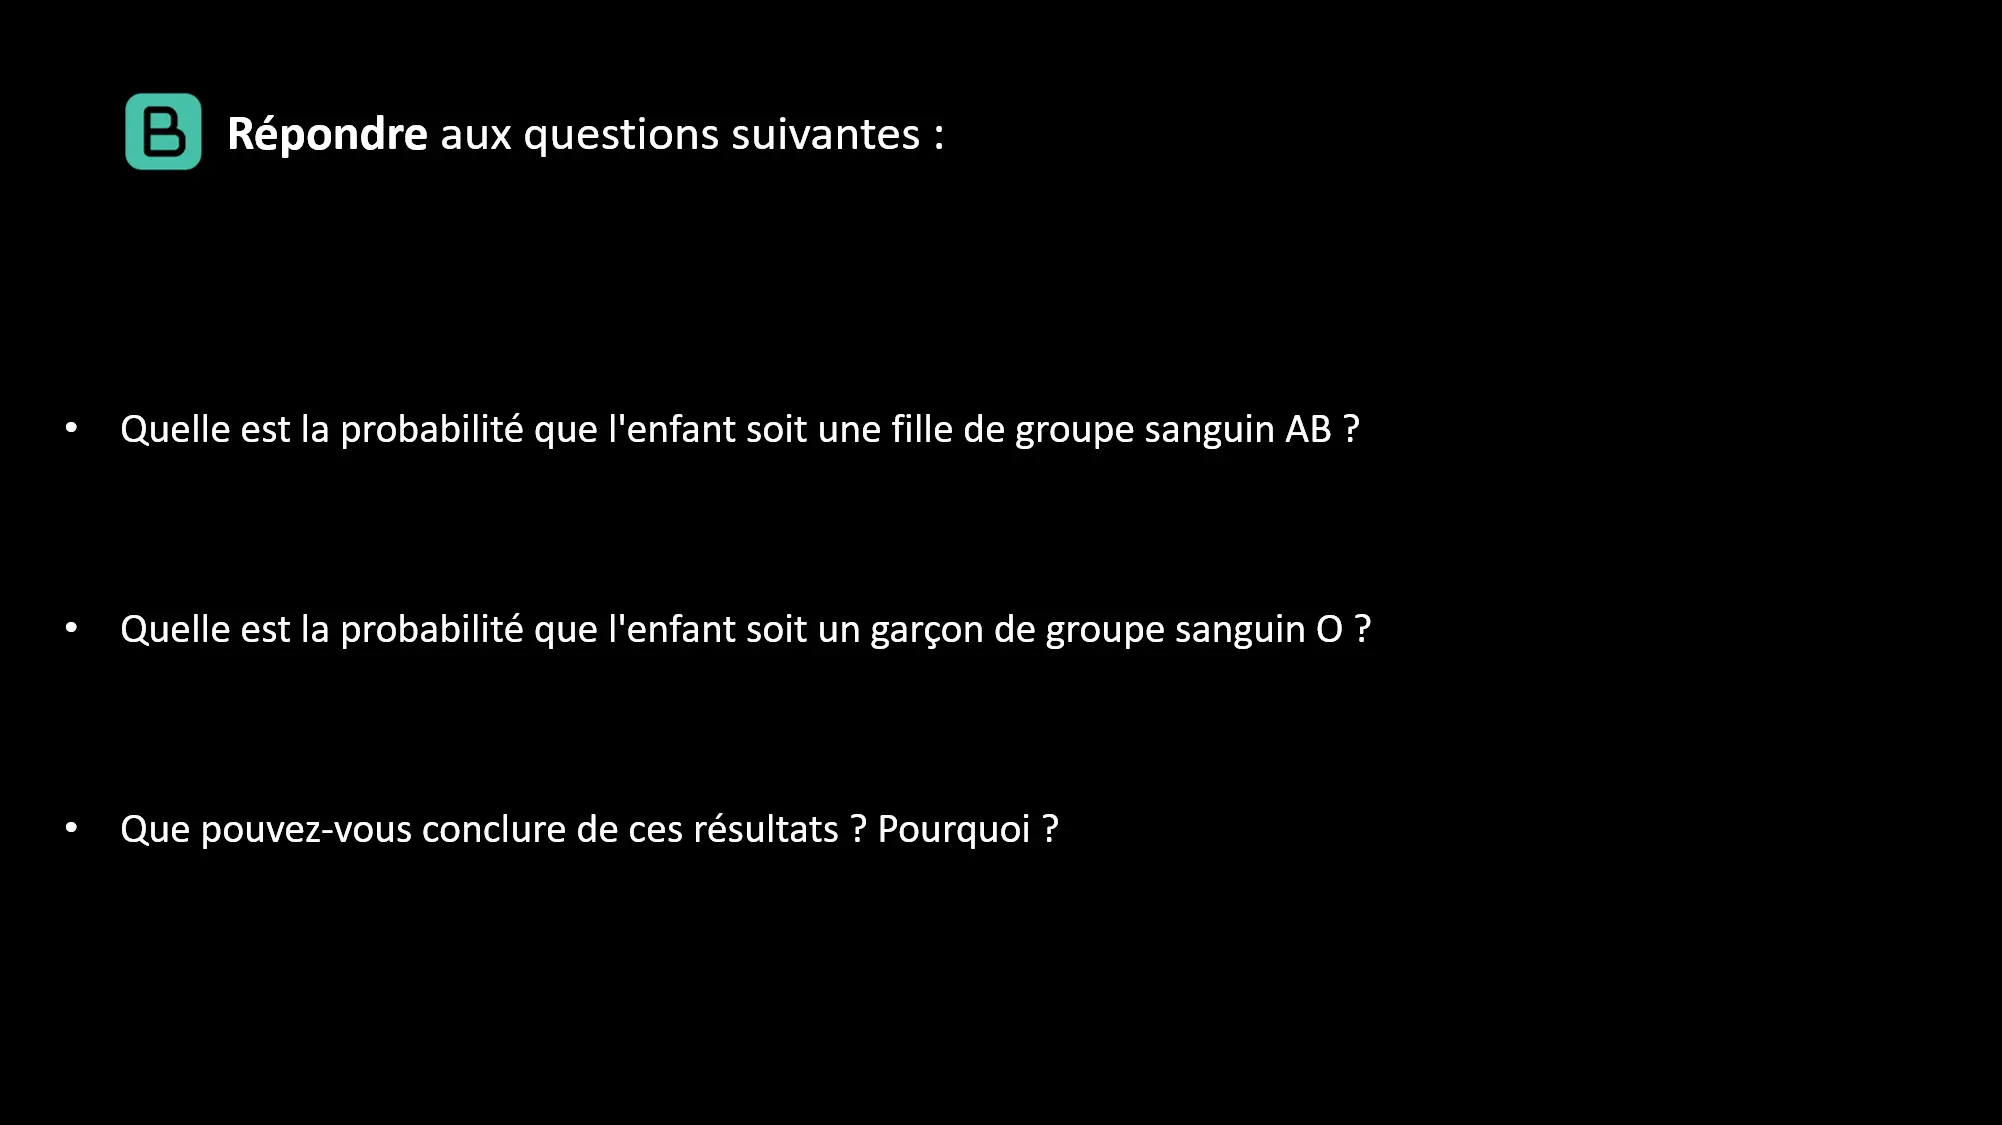 B Répondre aux questions suivantes :
• Quelle est la probabilité que l'enfant soit une fille de groupe sanguin AB ?
• Quelle est la probabilité que l'enfant soit un garçon de groupe sanguin O ?
• Que pouvez-vous conclure de ces résultats ? Pourquoi ?